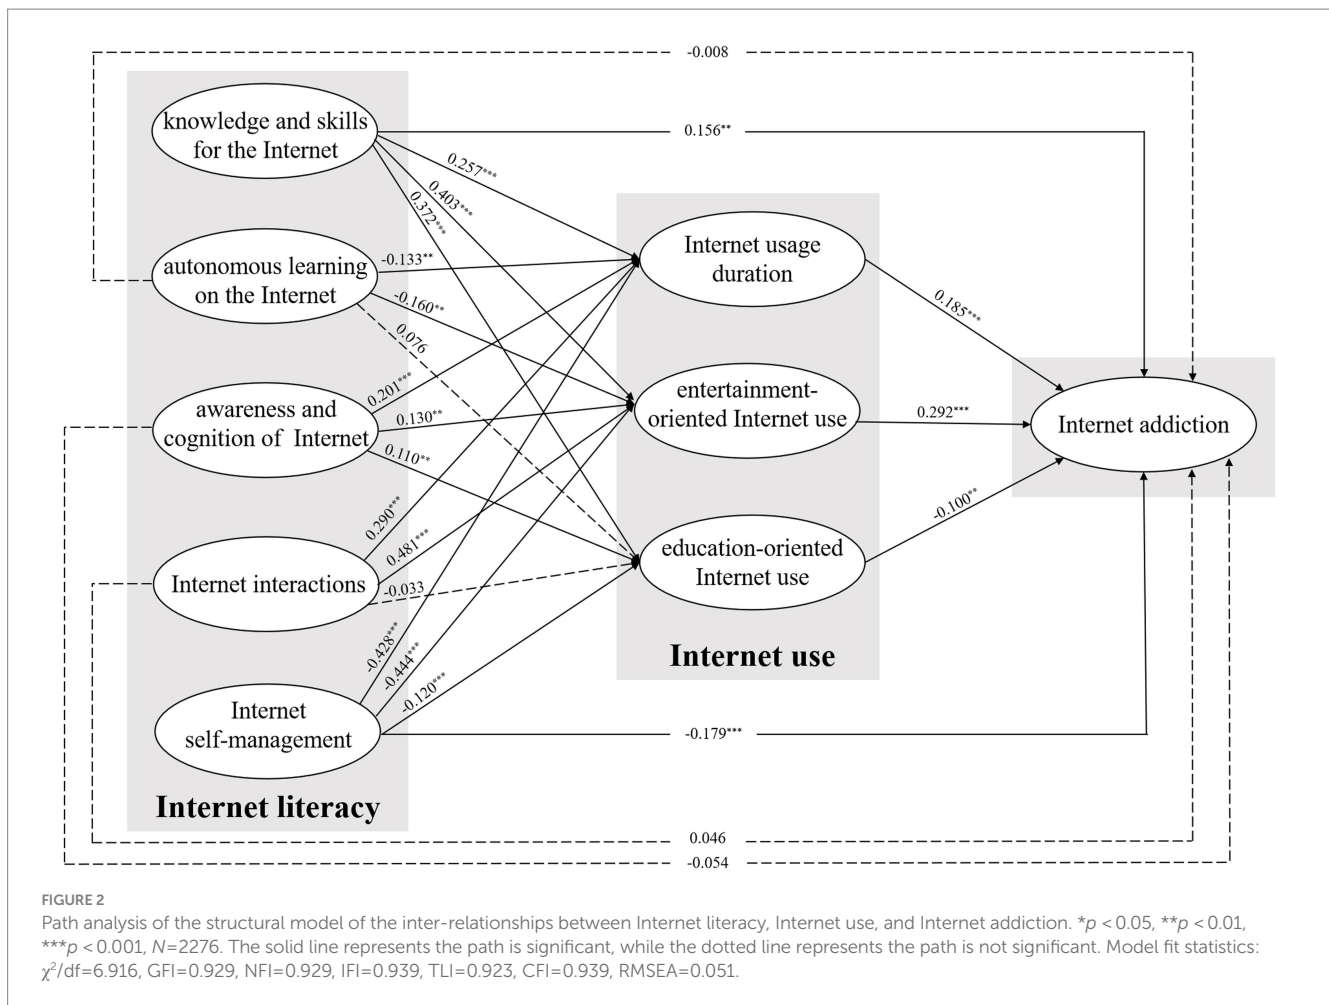 -0.008
knowledge and skills
for the Internet
0.156**
0.257***
0.403***
0.372***
autonomous learning
on the Internet
-0.133**
-0.160**
0.076
Internet usage
duration
0.185***
awareness and
cognition of Internet
0.201***
0.130**
0.110**
entertainment-
oriented Internet use
0.292***
Internet addiction
Internet interactions
0.290***
0.481***
-0.033
education-oriented
Internet use
-0.100**
Internet use
Internet
self-management
-0.428***
-0.444***
-0.120***
-0.179***
Internet literacy
0.046
-0.054
FIGURE 2
Path analysis of the structural model of the inter-relationships between Internet literacy, Internet use, and Internet addiction. *p < 0.05, **p < 0.01,
***p < 0.001, N=2276. The solid line represents the path is significant, while the dotted line represents the path is not significant. Model fit statistics:
χ²/df=6.916, GFI=0.929, NFI=0.929, IFI=0.939, TLI=0.923, CFI=0.939, RMSEA=0.051.